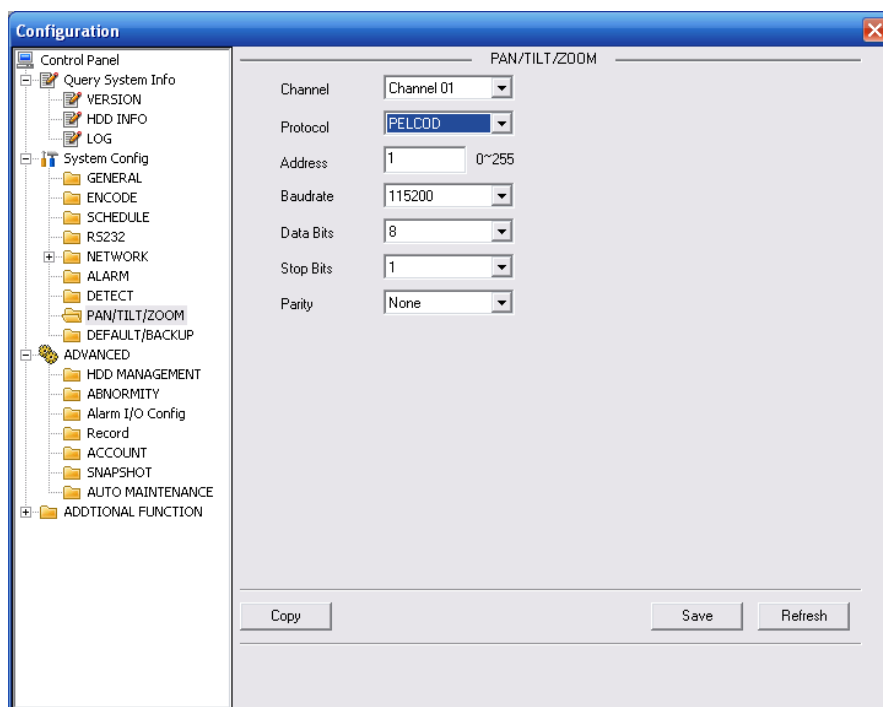 Configuration
Control Panel
Query System Info
VERSION
HDD INFO
LOG
System Config
GENERAL
ENCODE
SCHEDULE
RS232
NETWORK
ALARM
DETECT
PAN/TILT/ZOOM
DEFAULT/BACKUP
ADVANCED
HDD MANAGEMENT
ABNORMITY
Alarm I/O Config
Record
ACCOUNT
SNAPSHOT
AUTO MAINTENANCE
ADDTIONAL FUNCTION
PAN/TILT/ZOOM
Channel Channel 01
Protocol PELCOD
Address 1 0~255
Baudrate 115200
Data Bits 8
Stop Bits 1
Parity None
Copy Save Refresh